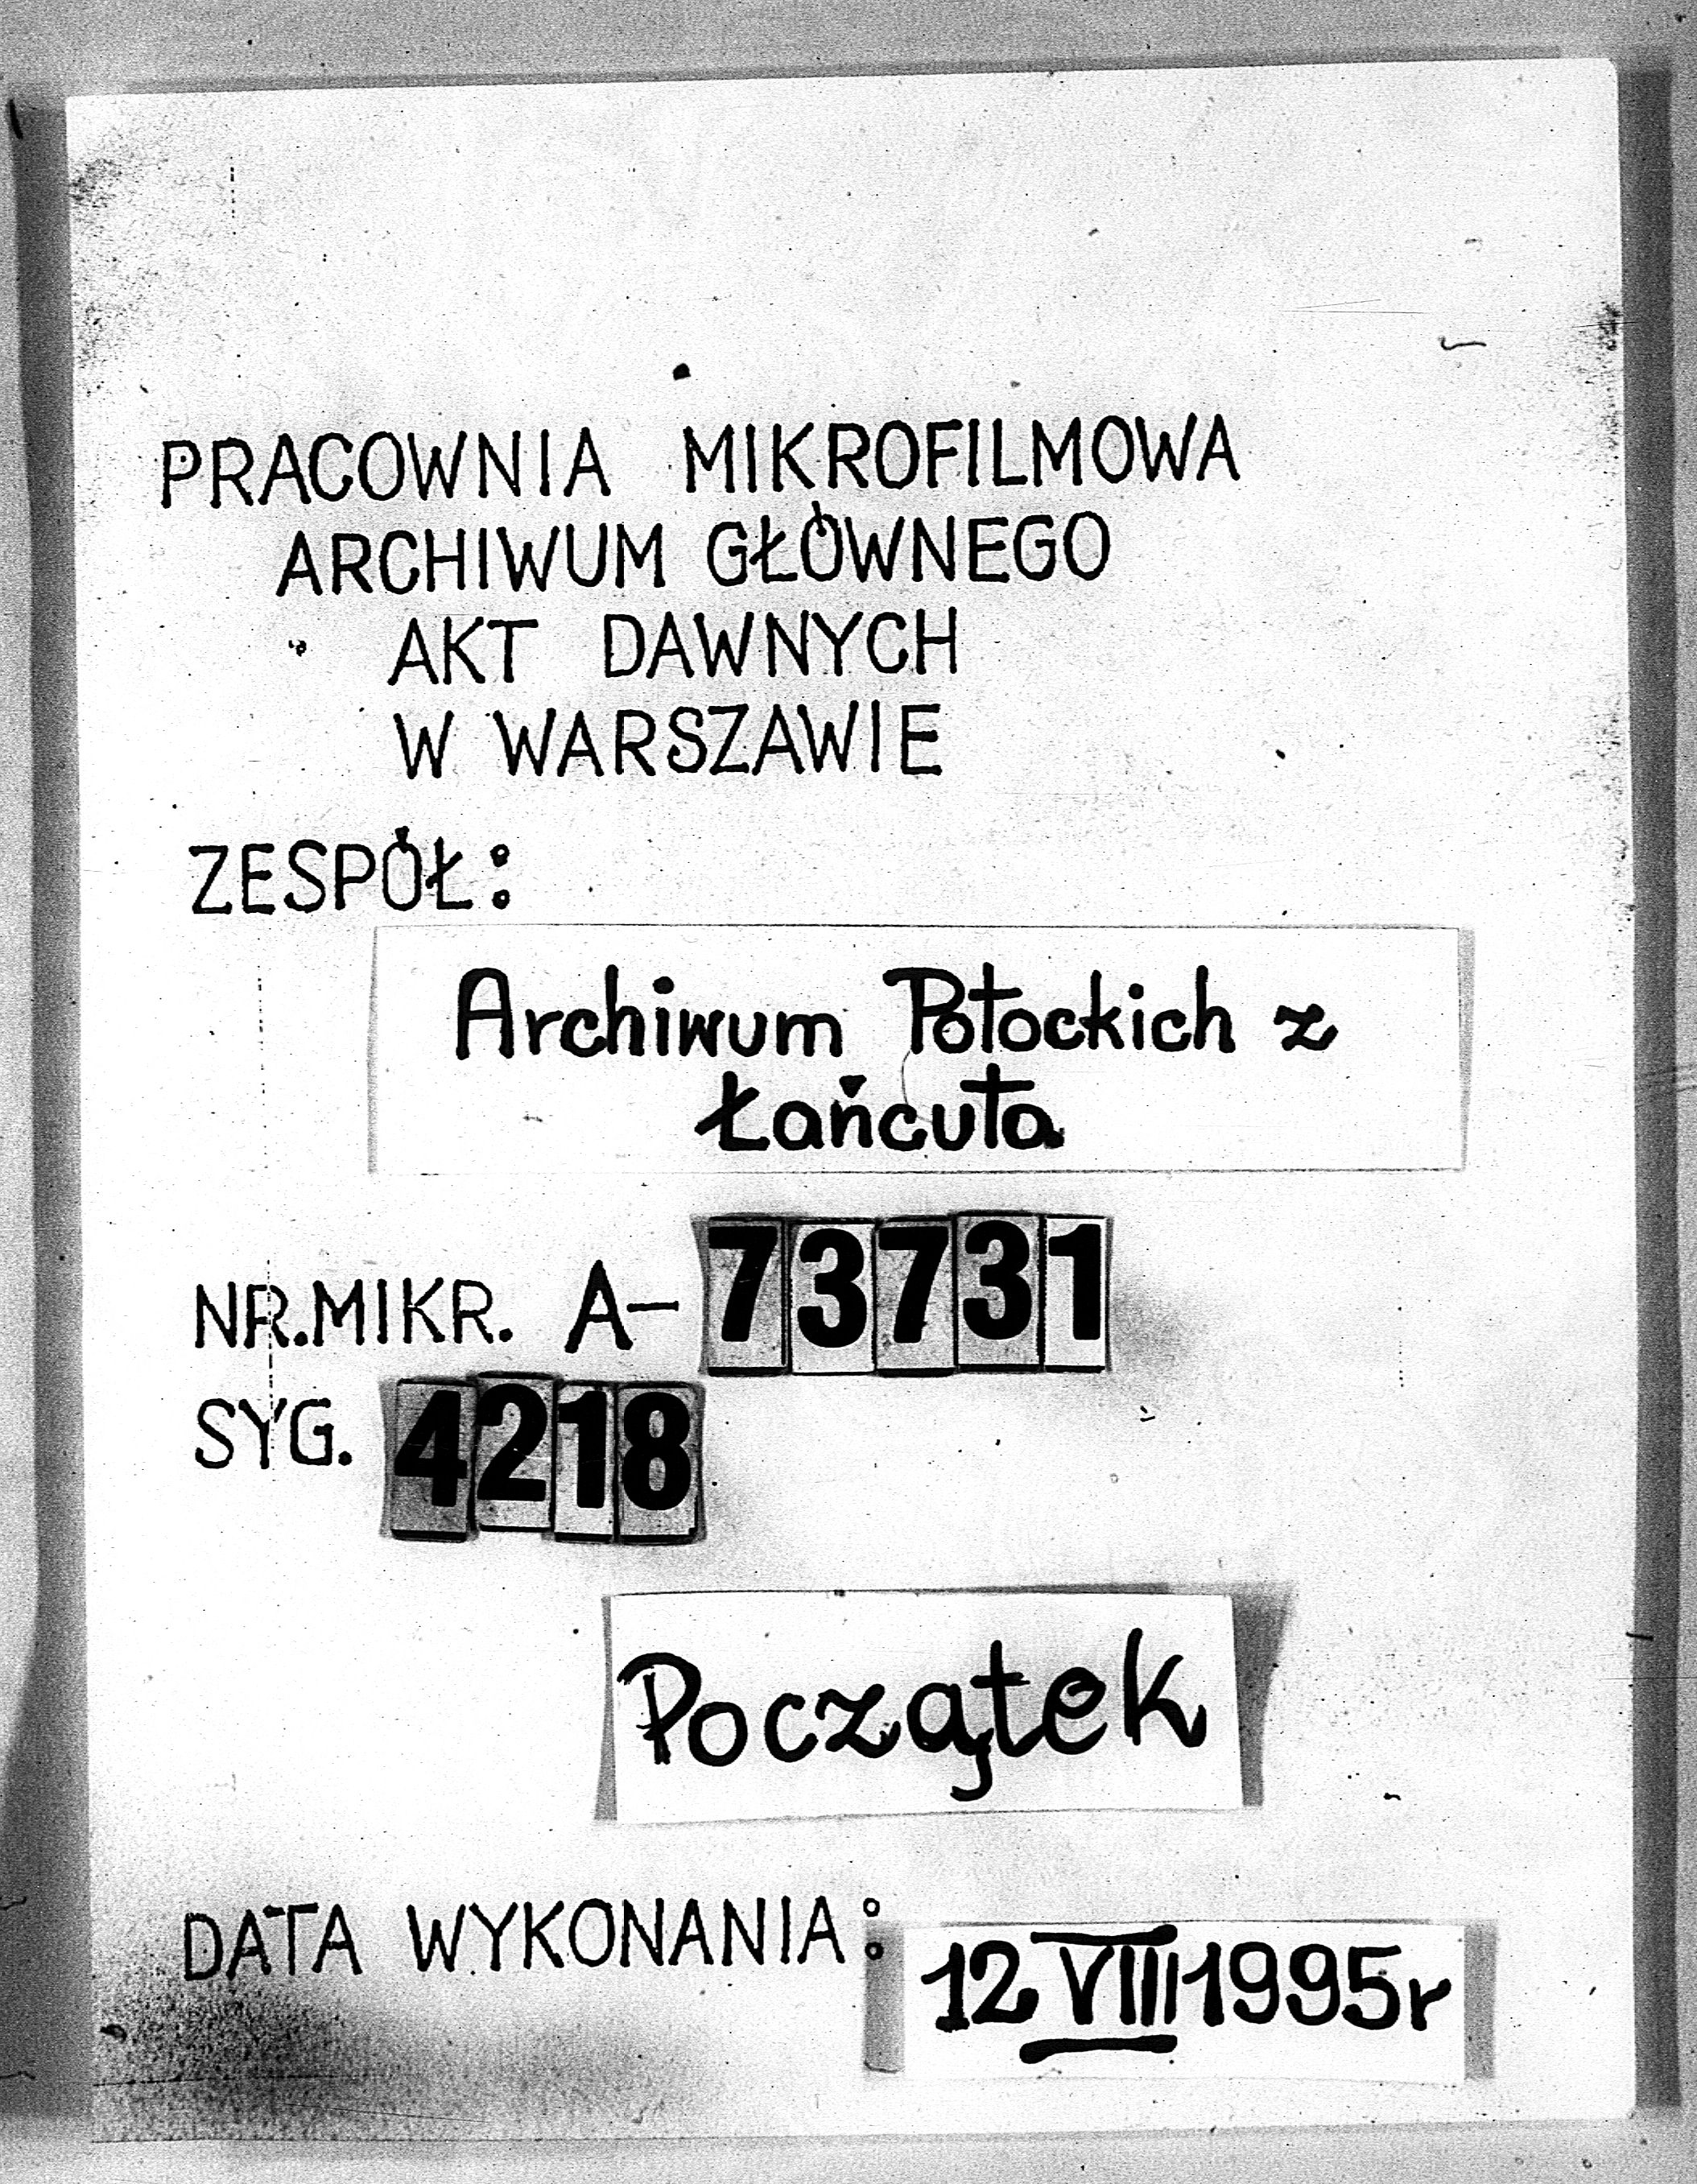 PRACOWNIA MIKROFILMOWA
ARCHIWUM GŁÓWNEGO
AKT DAWNYCH
W WARSZAWIE
ZESPÓŁ:
Archiwum Potockich z
Łańcuta
NR.MIKR. A-73731
SYG. 4218
Początek
DATA WYKONANIA: 12 VIII 1995r